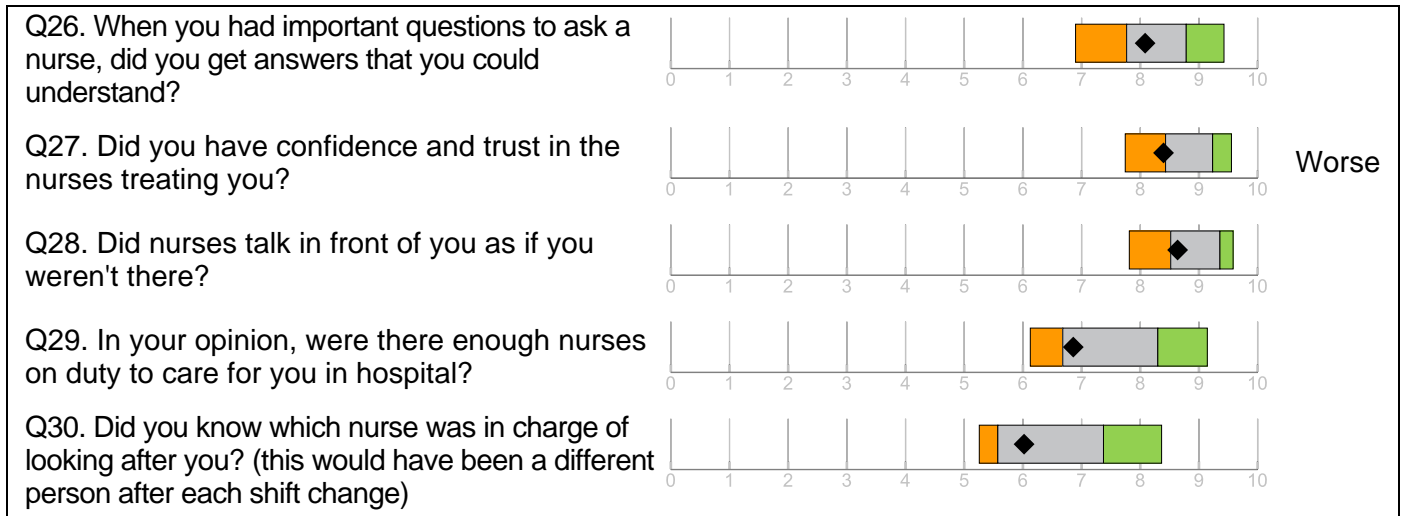 Q26. When you had important questions to ask a
nurse, did you get answers that you could
understand?
0 1 2 3 4 5 6 7 8 9 10
Q27. Did you have confidence and trust in the
nurses treating you?
Worse
0 1 2 3 4 5 6 7 8 9 10
Q28. Did nurses talk in front of you as if you
weren't there?
0 1 2 3 4 5 6 7 8 9 10
Q29. In your opinion, were there enough nurses
on duty to care for you in hospital?
0 1 2 3 4 5 6 7 8 9 10
Q30. Did you know which nurse was in charge of
looking after you? (this would have been a different
person after each shift change)
0 1 2 3 4 5 6 7 8 9 10